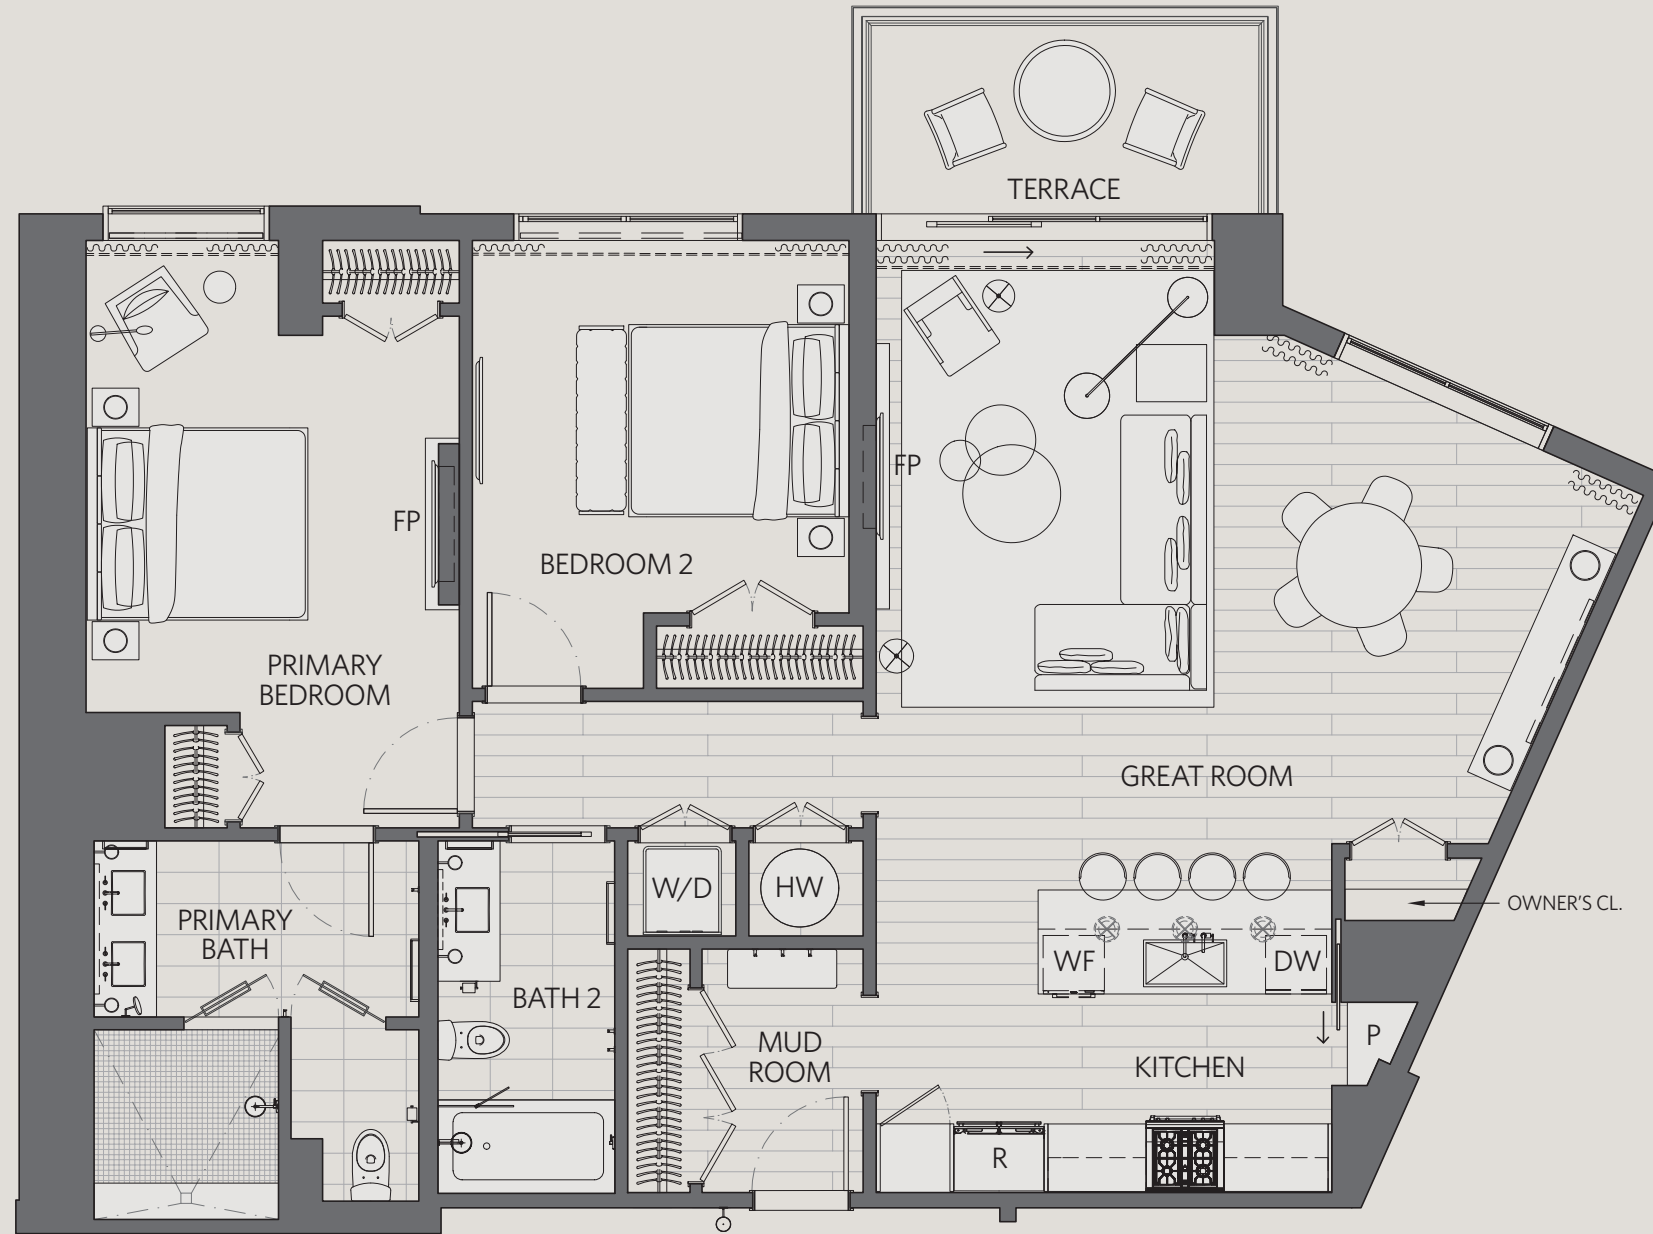 TERRACE
FP
FP
BEDROOM 2
PRIMARY
BEDROOM
GREAT ROOM
W/D
HW
OWNER'S CL.
PRIMARY
BATH
WF
DW
BATH 2
MUD
ROOM
P
KITCHEN
R